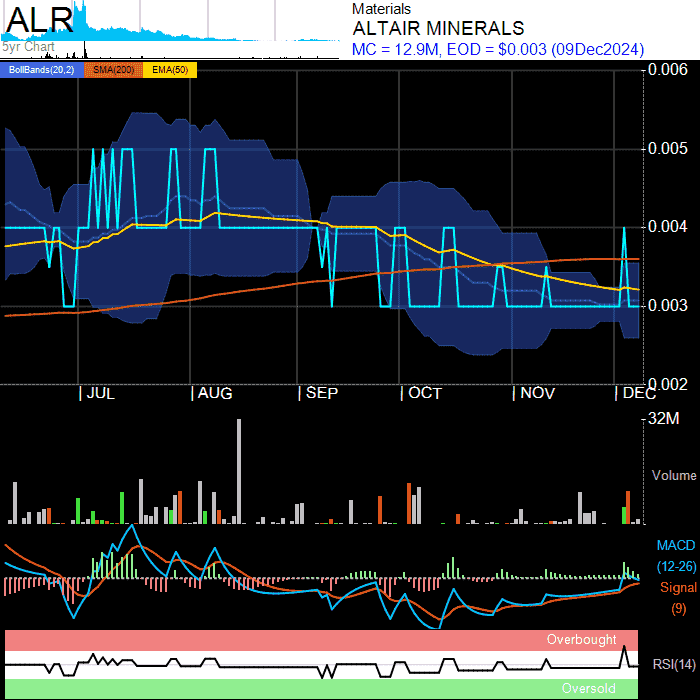 ALR
5yr Chart
Materials
ALTAIR MINERALS
MC = 12.9M, EOD = $0.003 (09Dec2024)
BollBands(20,2) SMA(200) EMA(50)
0.006
0.005
0.004
0.003
0.002
JUL AUG SEP OCT NOV DEC
32M
Volume
MACD
(12-26)
Signal
(9)
Overbought
RSI(14)
Oversold